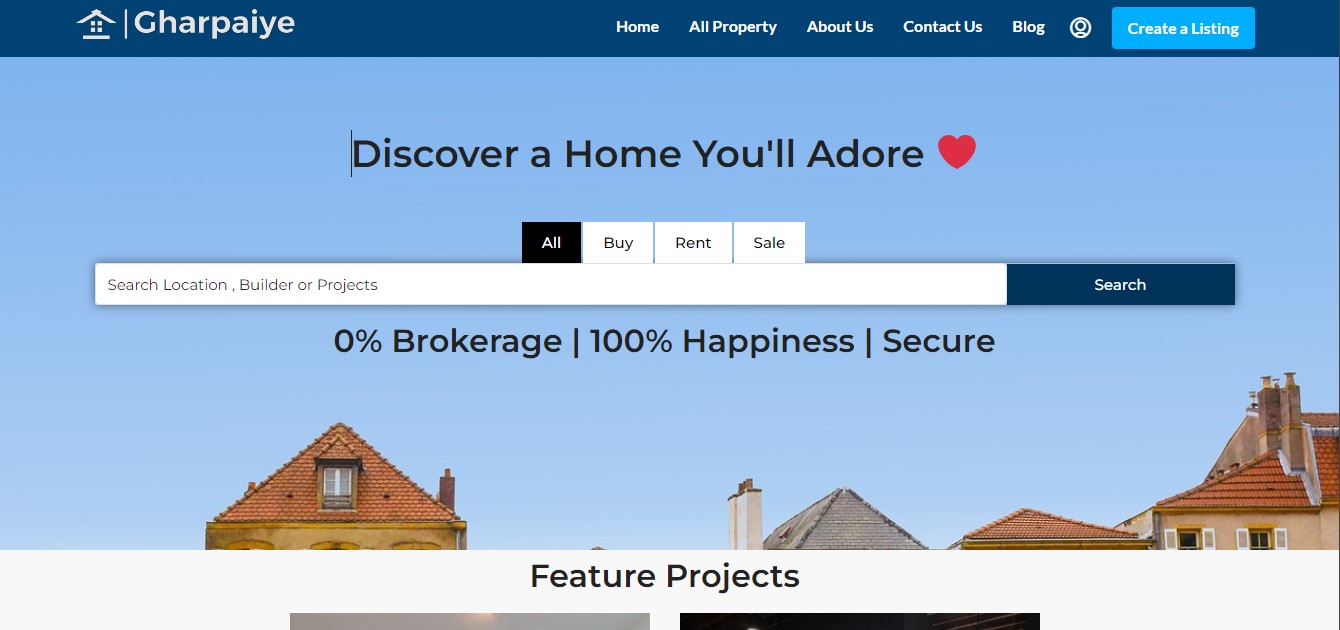 Gharpaiye
Home All Property About Us Contact Us Blog Create a Listing
Discover a Home You'll Adore ❤️
All Buy Rent Sale
Search Location , Builder or Projects Search
0% Brokerage | 100% Happiness | Secure
Feature Projects